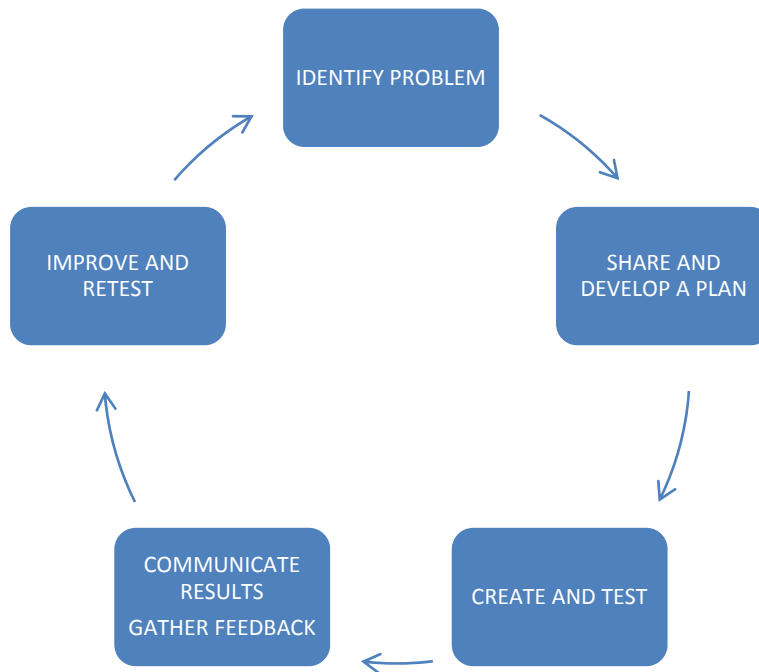 IDENTIFY PROBLEM
SHARE AND
DEVELOP A PLAN
CREATE AND TEST
COMMUNICATE
RESULTS
GATHER FEEDBACK
IMPROVE AND
RETEST